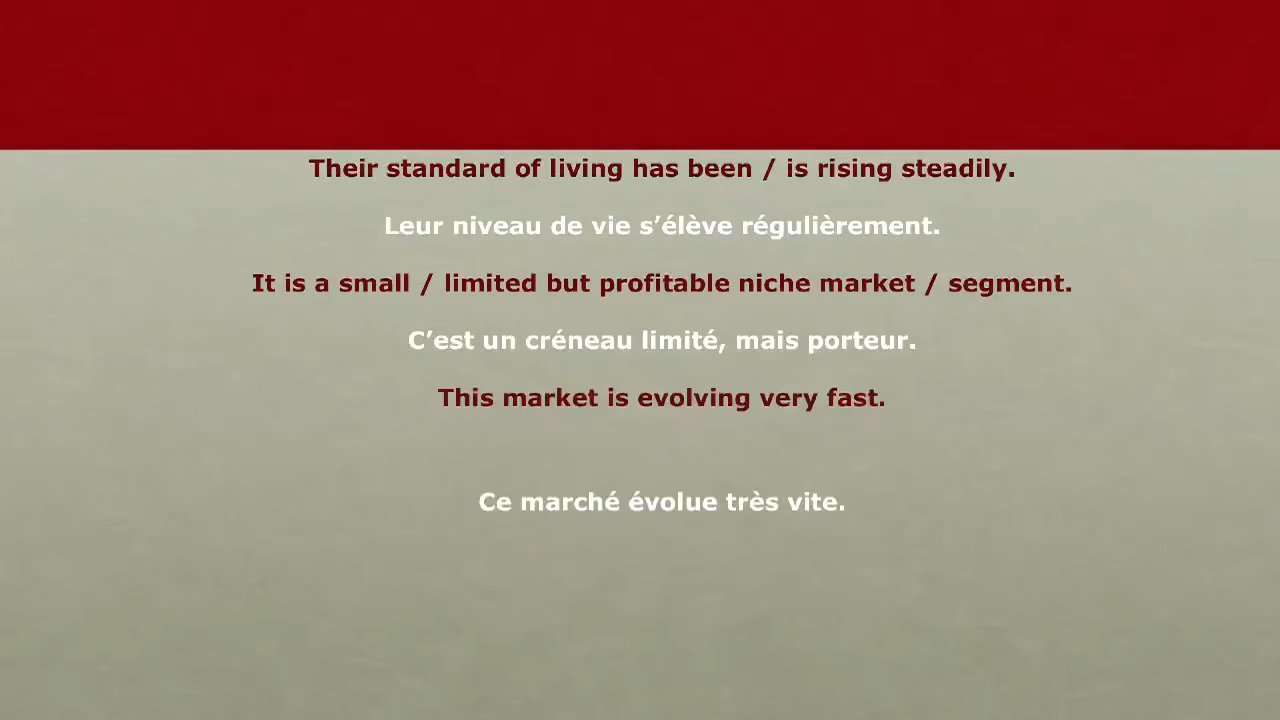 Their standard of living has been / is rising steadily.
Leur niveau de vie s’élève régulièrement.
It is a small / limited but profitable niche market / segment.
C’est un créneau limité, mais porteur.
This market is evolving very fast.
Ce marché évolue très vite.